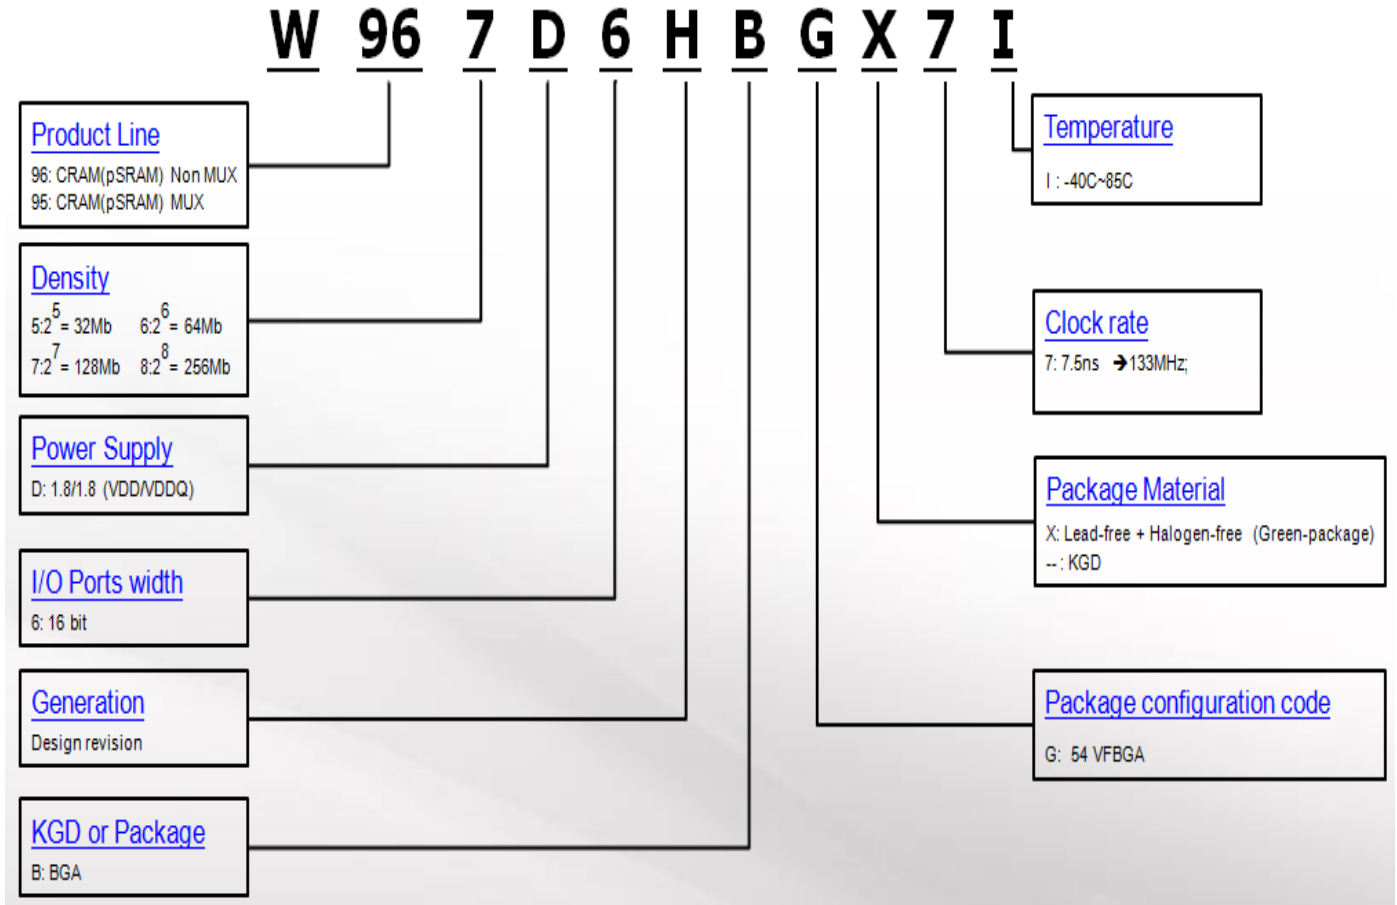 W 96 7 D 6 H B G X 7 I
Product Line
96: CRAM(pSRAM) Non MUX
95: CRAM(pSRAM) MUX
Density
5:2^5 = 32Mb 6:2^6 = 64Mb
7:2^7 = 128Mb 8:2^8 = 256Mb
Power Supply
D: 1.8/1.8 (VDD/VDDQ)
I/O Ports width
6: 16 bit
Generation
Design revision
KGD or Package
B: BGA
Temperature
I : -40C~85C
Clock rate
7: 7.5ns ➔133MHz;
Package Material
X: Lead-free + Halogen-free (Green-package)
-- : KGD
Package configuration code
G: 54 VFBGA